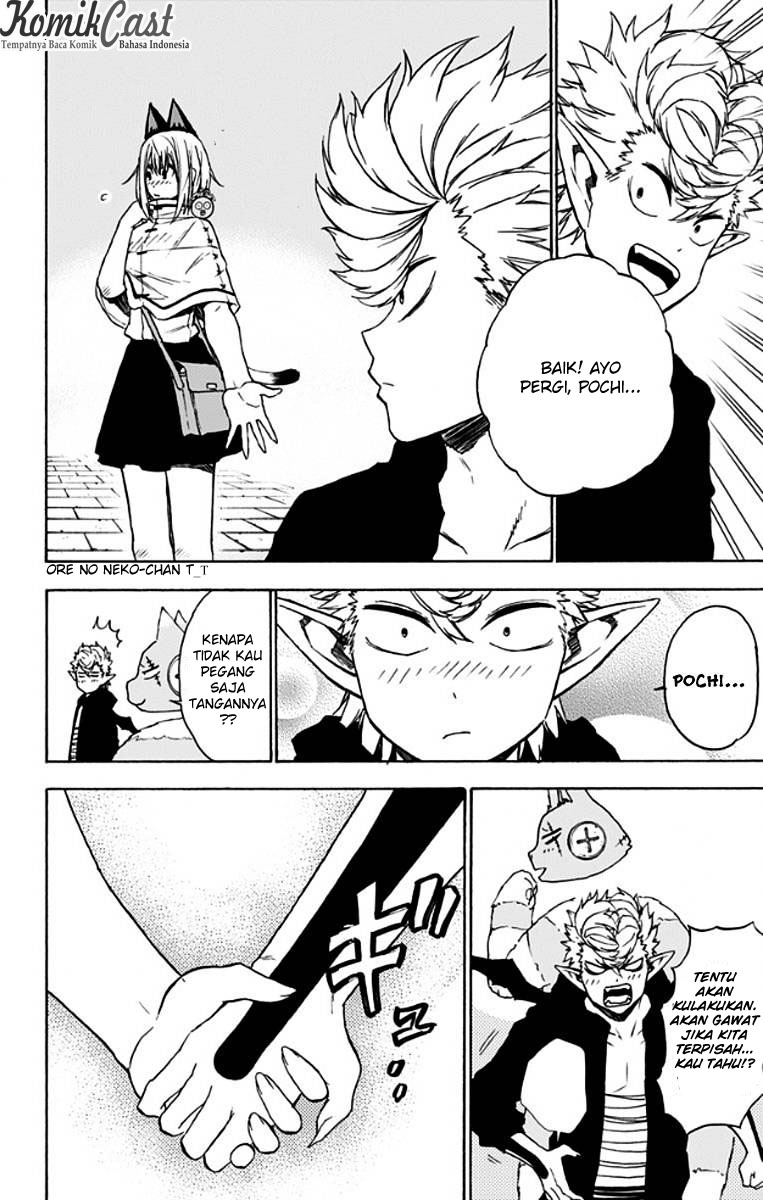 KomikCast
Tempatnya Baca Komik Bahasa Indonesia
BAIK! AYO
PERGI, POCHI...
ORE NO NEKO-CHAN T_T
POCHI...
KENAPA
TIDAK KAU
PEGANG
SAJA
TANGANNYA
??
TENTU
AKAN
KULAKUKAN.
AKAN GAWAT
JIKA KITA
TERPISAH...
KAU TAHU!?
ギュッ